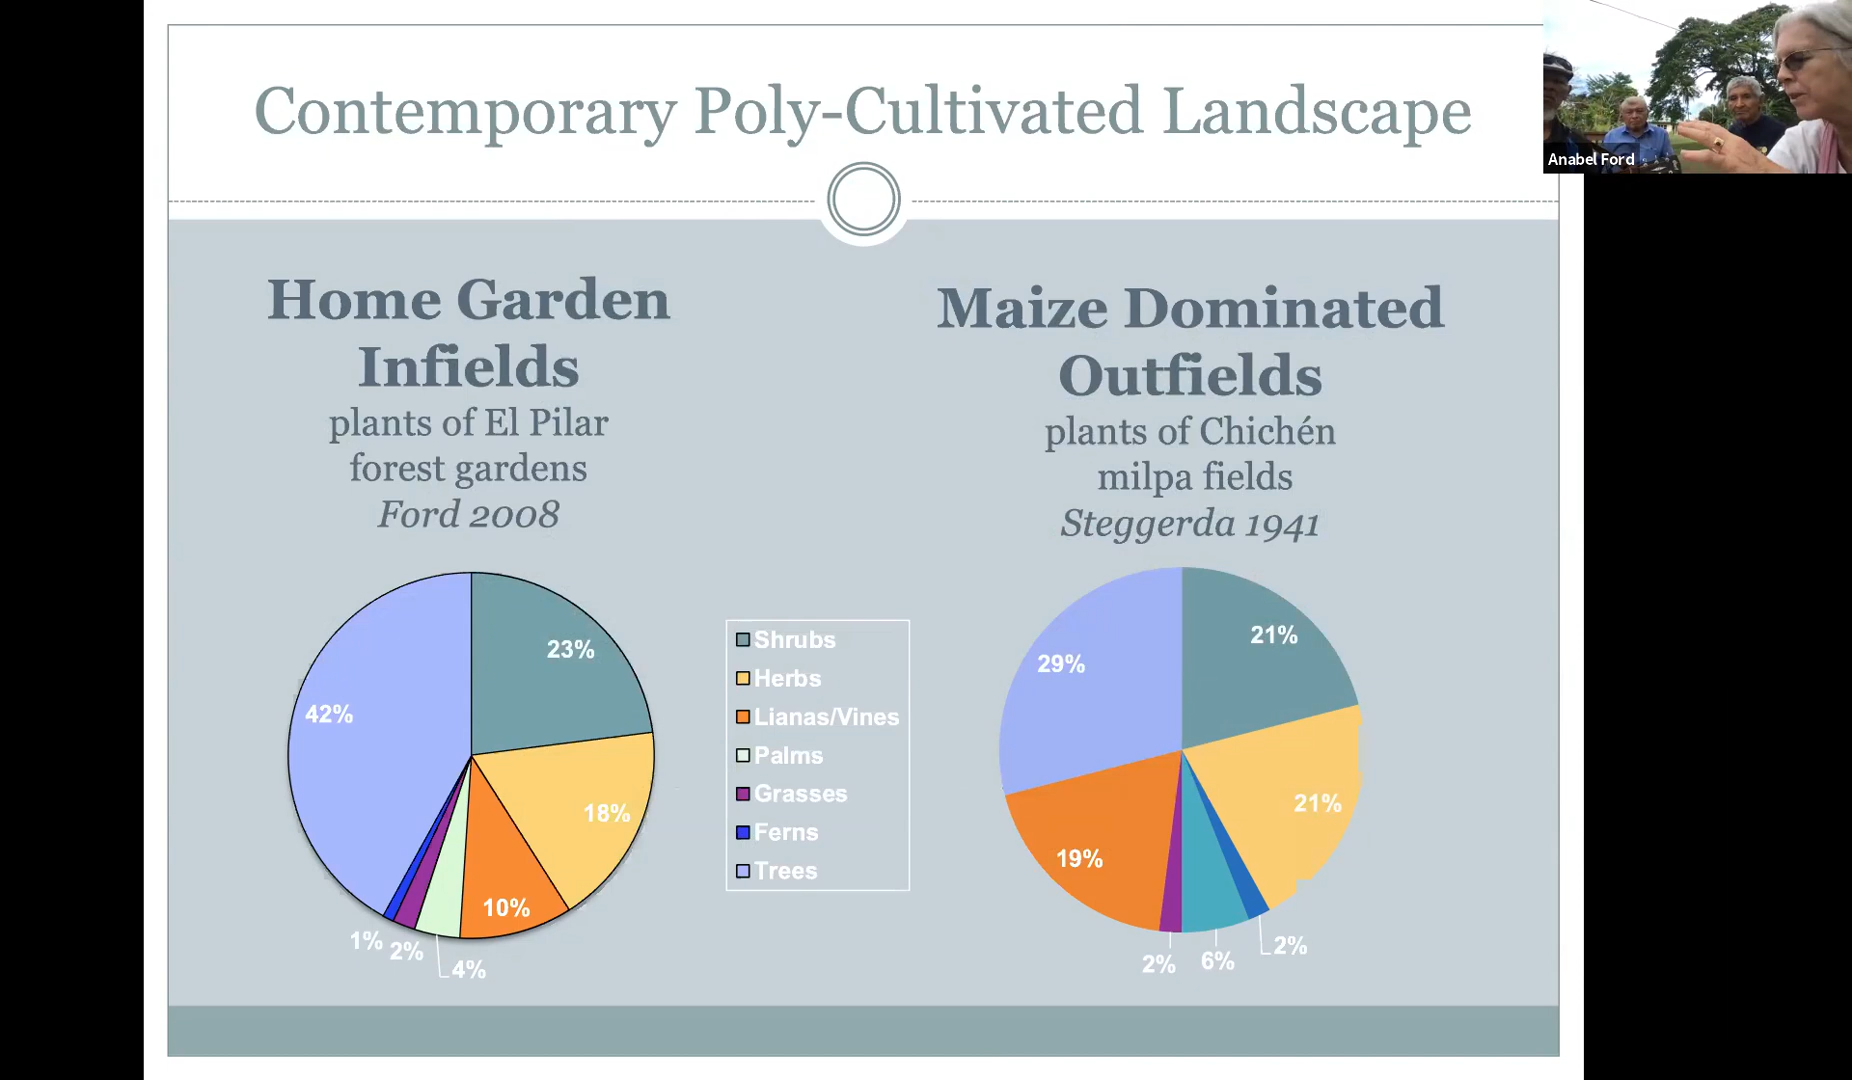 Contemporary Poly-Cultivated Landscape
Anabel Ford
Home Garden
Infields
plants of El Pilar
forest gardens
Ford 2008
Maize Dominated
Outfields
plants of Chichén
milpa fields
Steggerda 1941
23%
18%
10%
4%
2%
1%
42%
Shrubs
Herbs
Lianas/Vines
Palms
Grasses
Ferns
Trees
21%
21%
2%
6%
2%
19%
29%